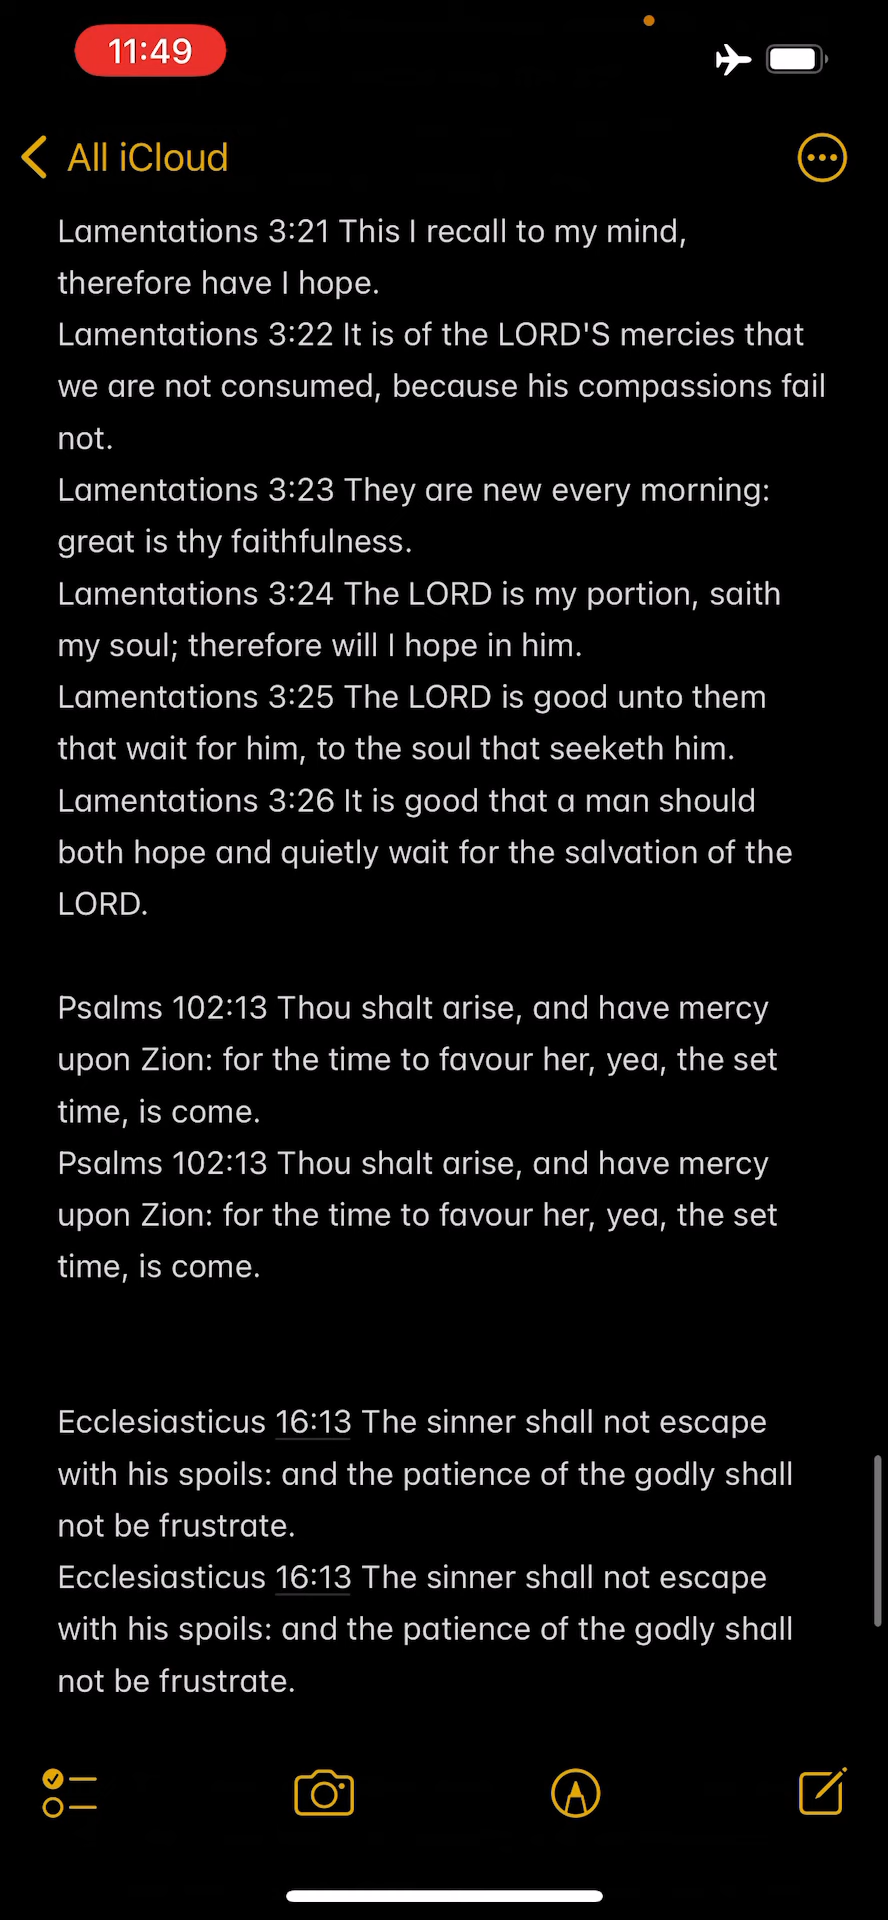 11:49
All iCloud
Lamentations 3:21 This I recall to my mind,
therefore have I hope.
Lamentations 3:22 It is of the LORD'S mercies that
we are not consumed, because his compassions fail
not.
Lamentations 3:23 They are new every morning:
great is thy faithfulness.
Lamentations 3:24 The LORD is my portion, saith
my soul; therefore will I hope in him.
Lamentations 3:25 The LORD is good unto them
that wait for him, to the soul that seeketh him.
Lamentations 3:26 It is good that a man should
both hope and quietly wait for the salvation of the
LORD.
Psalms 102:13 Thou shalt arise, and have mercy
upon Zion: for the time to favour her, yea, the set
time, is come.
Psalms 102:13 Thou shalt arise, and have mercy
upon Zion: for the time to favour her, yea, the set
time, is come.
Ecclesiasticus 16:13 The sinner shall not escape
with his spoils: and the patience of the godly shall
not be frustrate.
Ecclesiasticus 16:13 The sinner shall not escape
with his spoils: and the patience of the godly shall
not be frustrate.